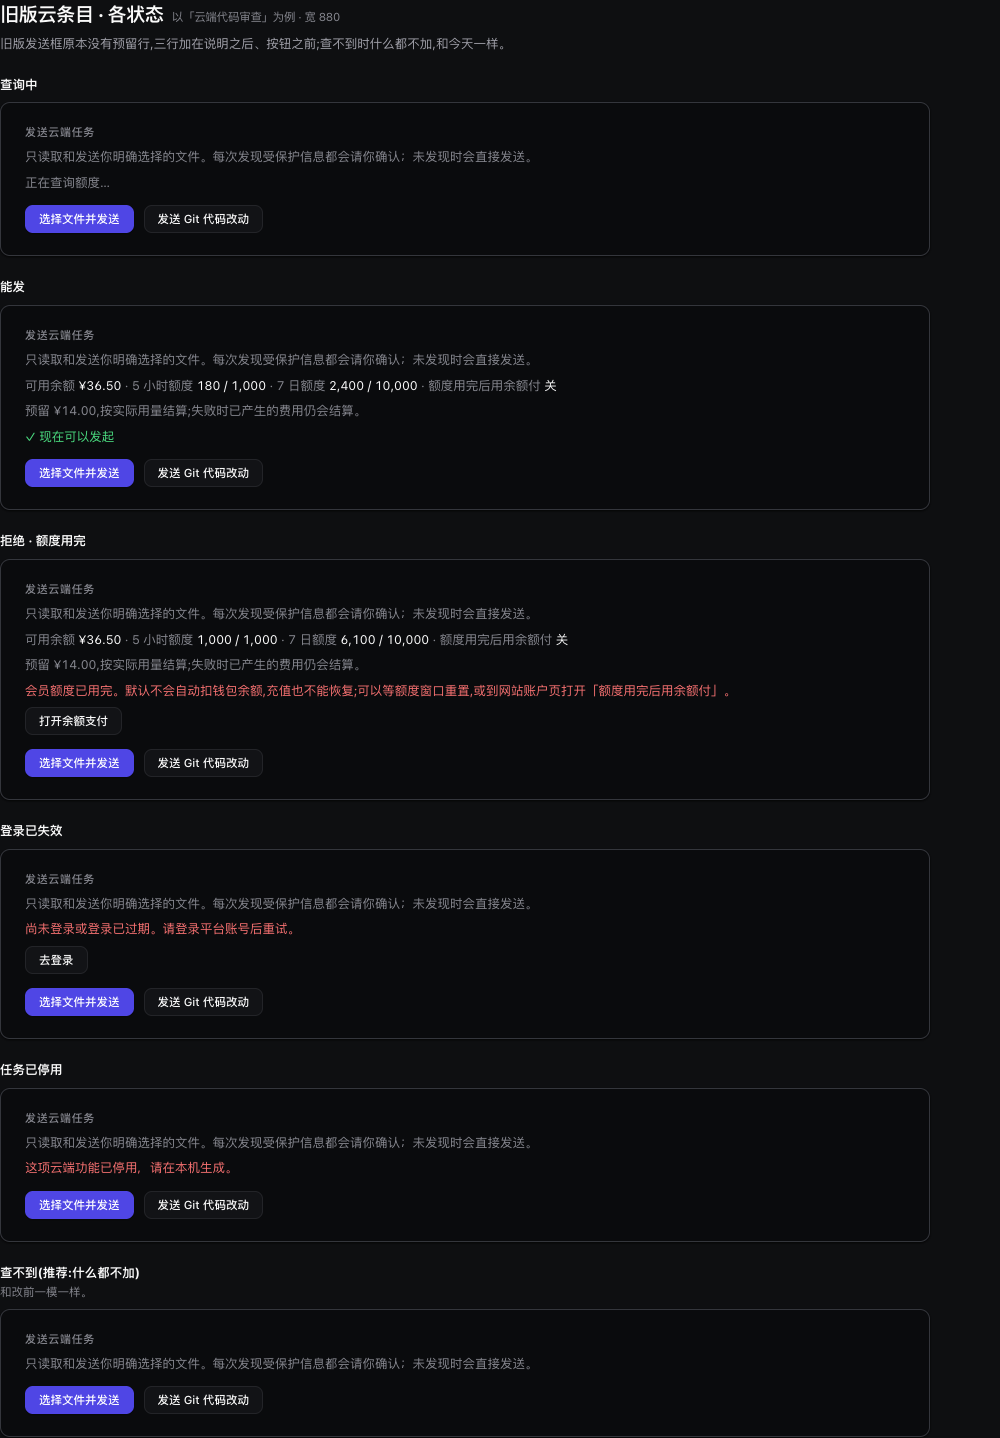 旧版云条目 · 各状态 以「云端代码审查」为例 · 宽 880
旧版发送框原本没有预留行,三行加在说明之后、按钮之前;查不到时什么都不加,和今天一样。
查询中
发送云端任务
只读取和发送你明确选择的文件。每次发现受保护信息都会请你确认；未发现时会直接发送。
正在查询额度...
选择文件并发送 发送 Git 代码改动
能发
发送云端任务
只读取和发送你明确选择的文件。每次发现受保护信息都会请你确认；未发现时会直接发送。
可用余额 ¥36.50 · 5 小时额度 180 / 1,000 · 7 日额度 2,400 / 10,000 · 额度用完后用余额付 关
预留 ¥14.00,按实际用量结算;失败时已产生的费用仍会结算。
✓ 现在可以发起
选择文件并发送 发送 Git 代码改动
拒绝 · 额度用完
发送云端任务
只读取和发送你明确选择的文件。每次发现受保护信息都会请你确认；未发现时会直接发送。
可用余额 ¥36.50 · 5 小时额度 1,000 / 1,000 · 7 日额度 6,100 / 10,000 · 额度用完后用余额付 关
预留 ¥14.00,按实际用量结算;失败时已产生的费用仍会结算。
会员额度已用完。默认不会自动扣钱包余额,充值也不能恢复;可以等额度窗口重置,或到网站账户页打开「额度用完后用余额付」。
打开余额支付
选择文件并发送 发送 Git 代码改动
登录已失效
发送云端任务
只读取和发送你明确选择的文件。每次发现受保护信息都会请你确认；未发现时会直接发送。
尚未登录或登录已过期。请登录平台账号后重试。
去登录
选择文件并发送 发送 Git 代码改动
任务已停用
发送云端任务
只读取和发送你明确选择的文件。每次发现受保护信息都会请你确认；未发现时会直接发送。
这项云端功能已停用，请在本机生成。
选择文件并发送 发送 Git 代码改动
查不到(推荐:什么都不加)
和改前一模一样。
发送云端任务
只读取和发送你明确选择的文件。每次发现受保护信息都会请你确认；未发现时会直接发送。
选择文件并发送 发送 Git 代码改动